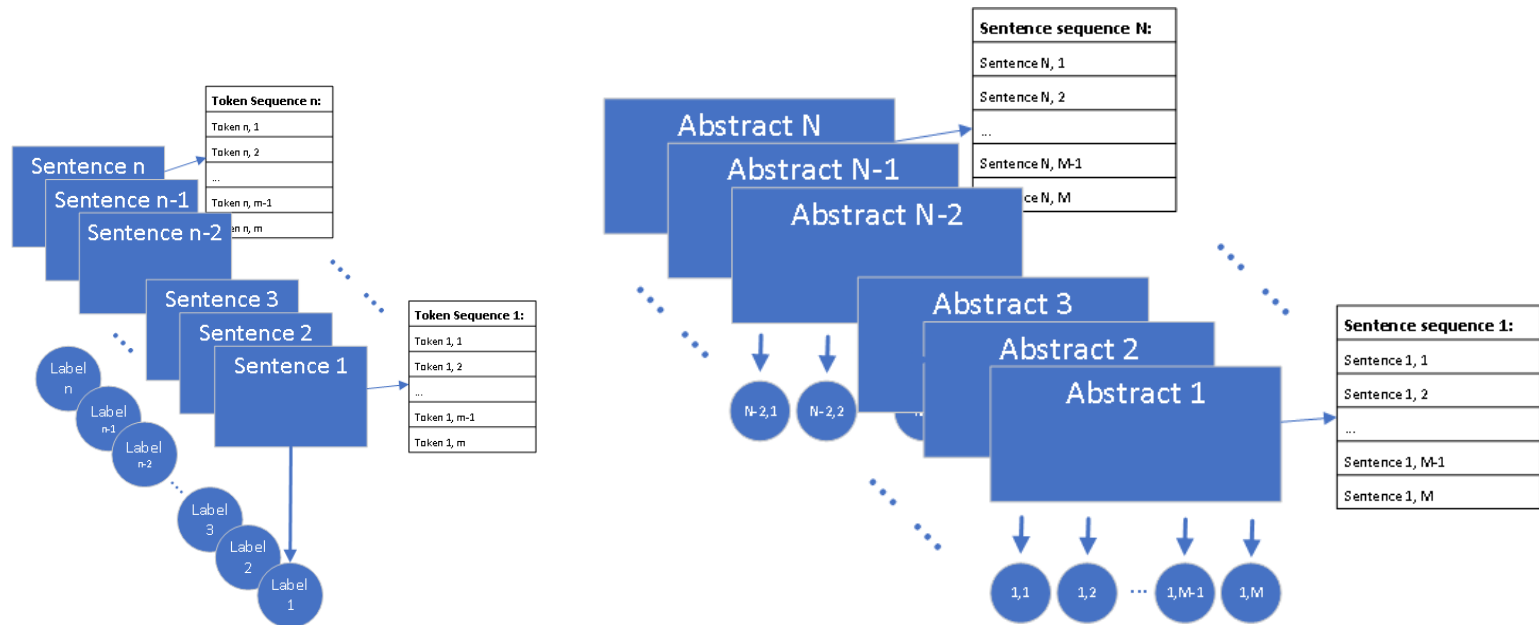 Token Sequence n:
Token n, 1
Token n, 2
...
Token n, m-1
n, m
Sentence n
Sentence n-1
Sentence n-2
Sentence 3
Sentence 2
Sentence 1
Token Sequence 1:
Token 1, 1
Token 1, 2
...
Token 1, m-1
Token 1, m
Label
n
Label
n-1
Label
n-2
Label
3
Label
2
Label
1
Sentence sequence N:
Sentence N, 1
Sentence N, 2
...
Sentence N, M-1
N, M
Abstract N
Abstract N-1
Abstract N-2
Abstract 3
Abstract 2
Abstract 1
N-2,1
N-2,2
Sentence sequence 1:
Sentence 1, 1
Sentence 1, 2
...
Sentence 1, M-1
Sentence 1, M
1,1
1,2
...
1,M-1
1,M